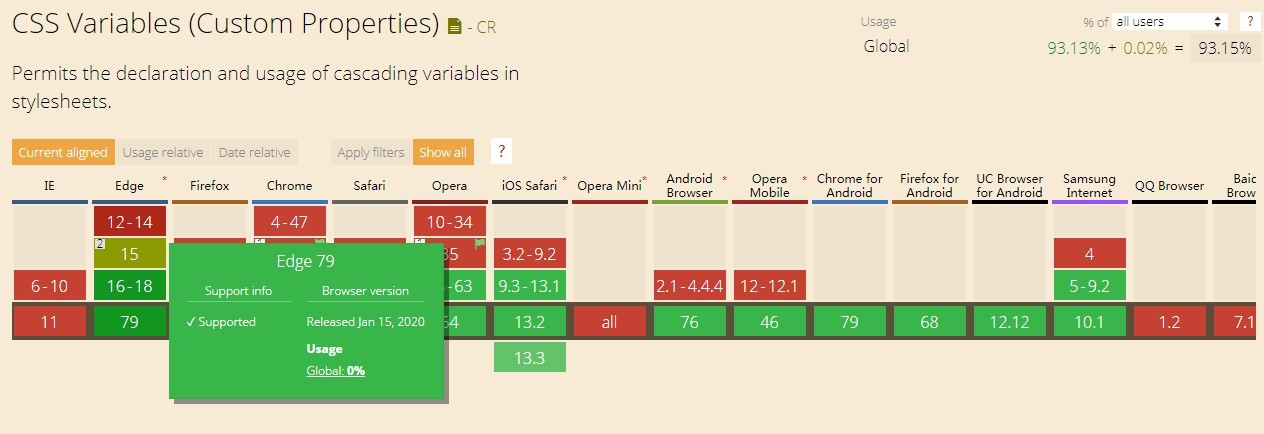 CSS Variables (Custom Properties) - CR
Usage % of all users ?
Global 93.13% + 0.02% = 93.15%
Permits the declaration and usage of cascading variables in
stylesheets.
Current aligned Usage relative Date relative Apply filters Show all ?
IE Edge * Firefox Chrome Safari Opera iOS Safari * Opera Mini * Android Browser * Opera Mobile * Chrome for Android Firefox for Android UC Browser for Android Samsung Internet QQ Browser
12-14 4-47 10-34
2 15 35 3.2-9.2 4
6-10 16-18 -63 9.3-13.1 2.1-4.4.4 12-12.1 5-9.2
11 79 13.2 all 76 46 79 68 12.12 10.1 1.2 7.1
13.3
Edge 79
Support info Browser version
✓ Supported Released Jan 15, 2020
Usage
Global: 0%